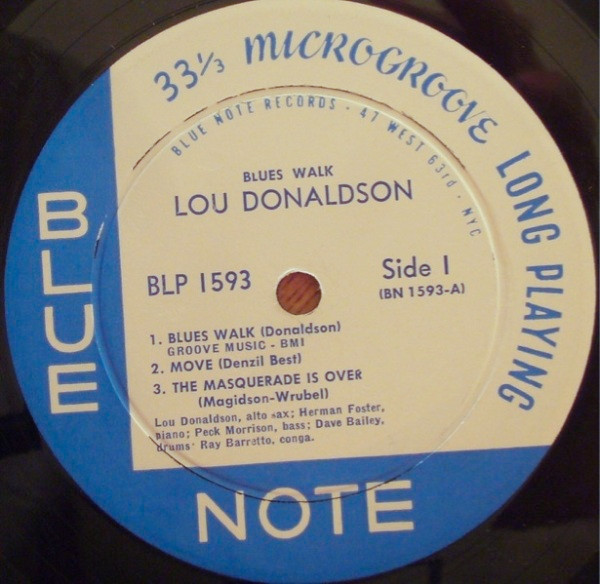 33⅓ MICROGROOVE LONG PLAYING
BLUE NOTE RECORDS · 47 WEST 63rd · NYC
BLUES WALK
LOU DONALDSON
BLP 1593
Side 1
(BN 1593-A)
1. BLUES WALK (Donaldson)
GROOVE MUSIC - BMI
2. MOVE (Denzil Best)
3. THE MASQUERADE IS OVER
(Magidson-Wrubel)
Lou Donaldson, alto sax; Herman Foster,
piano; Peck Morrison, bass; Dave Bailey,
drums; Ray Barretto, conga.
BLUE
NOTE